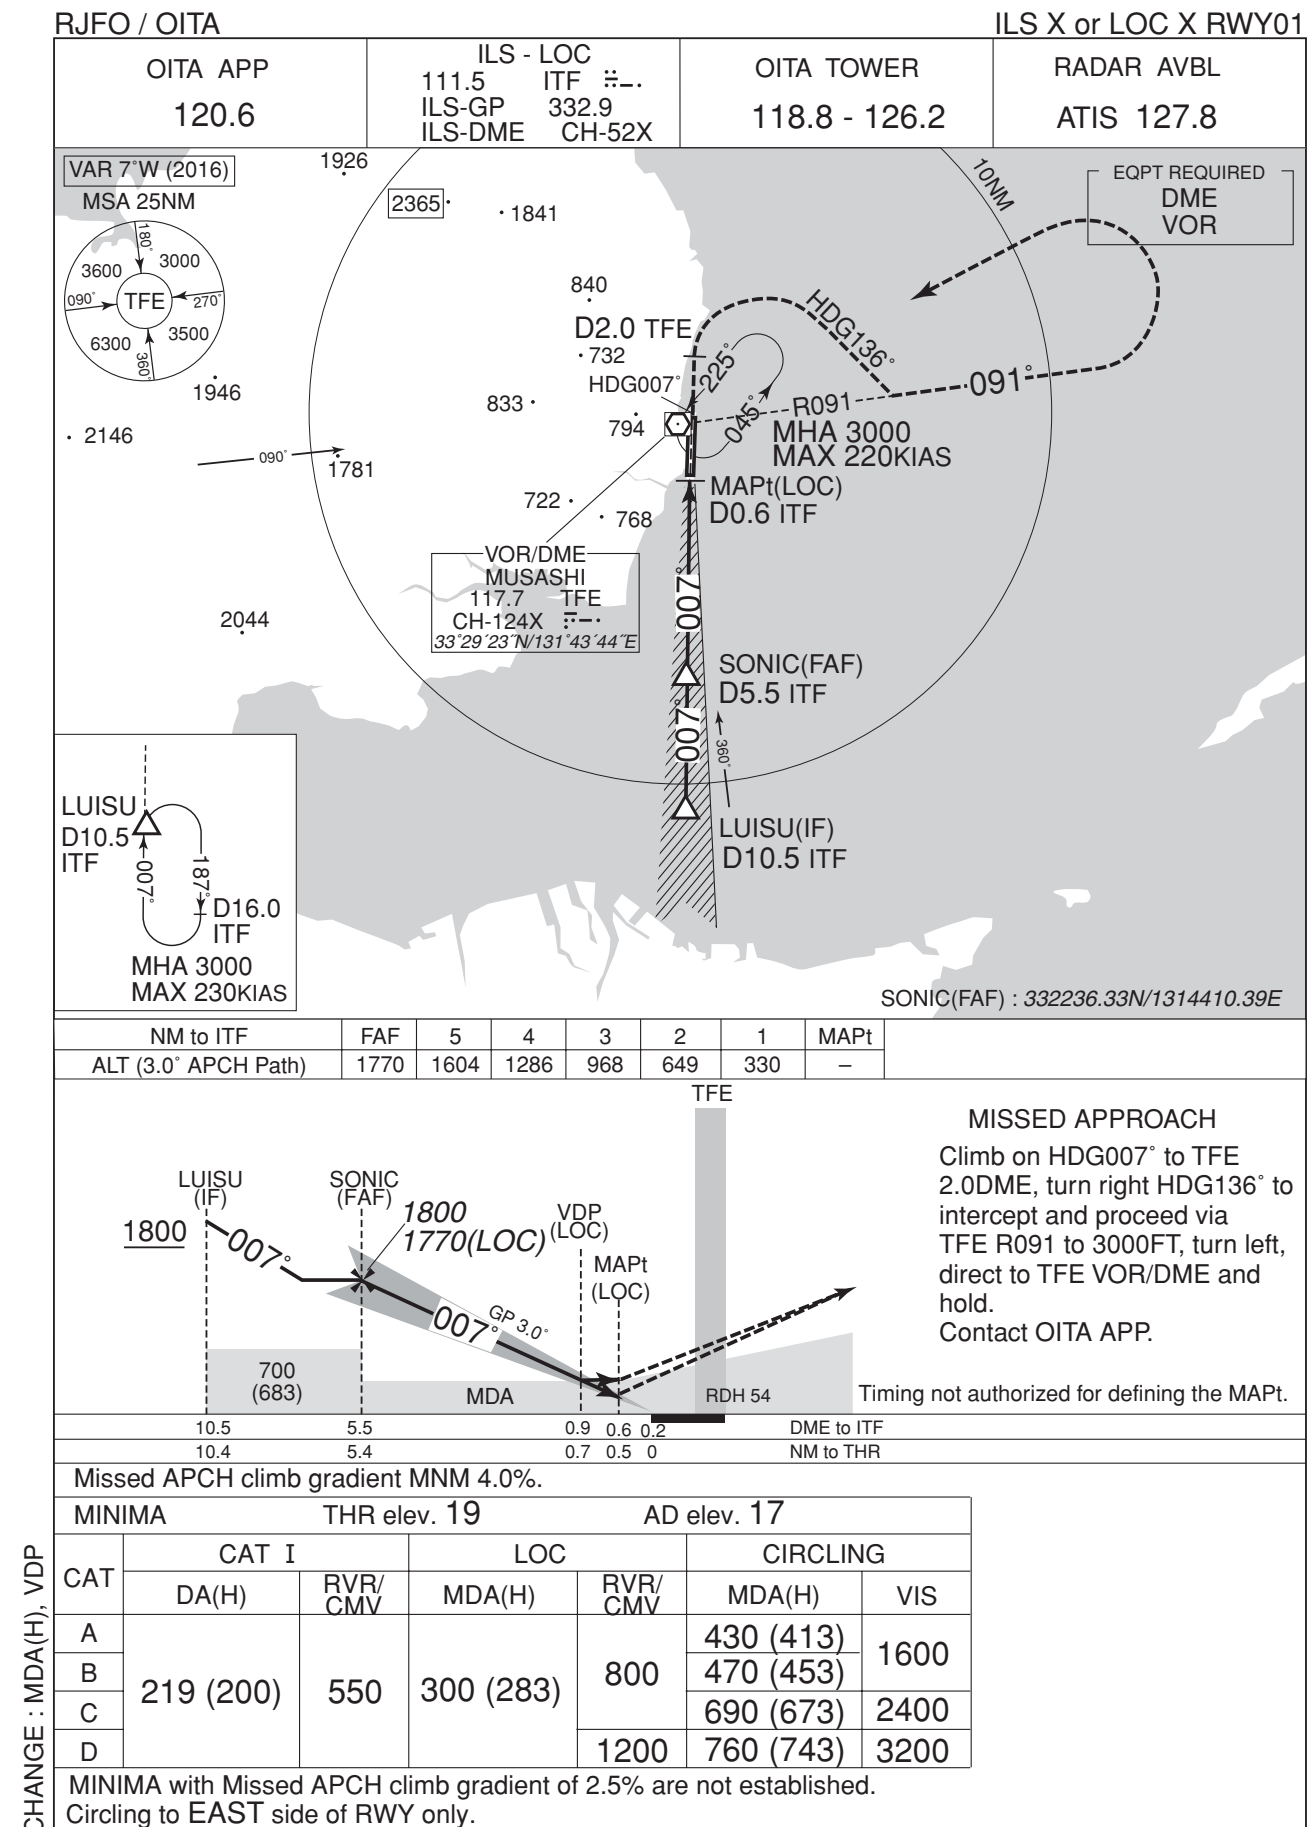 RJFO / OITA
ILS X or LOC X RWY01
OITA APP
120.6
ILS - LOC
111.5 ITF
ILS-GP 332.9
ILS-DME CH-52X
OITA TOWER
118.8 - 126.2
RADAR AVBL
ATIS 127.8
VAR 7°W (2016)
MSA 25NM
180°
3600
3000
090°
TFE
270°
6300
3500
360°
1926
2365
1841
10NM
EQPT REQUIRED
DME
VOR
840
D2.0 TFE
732
HDG007°
HDG136°
225°
045°
1946
833
794
R091
091°
MHA 3000
MAX 220KIAS
2146
090°
1781
722
768
MAPt(LOC)
D0.6 ITF
VOR/DME
MUSASHI
117.7 TFE
CH-124X
33°29´23˝N/131°43´44˝E
2044
007°
SONIC(FAF)
D5.5 ITF
007°
360°
LUISU(IF)
D10.5 ITF
LUISU
D10.5
ITF
007°
187°
D16.0
ITF
MHA 3000
MAX 230KIAS
SONIC(FAF) : 332236.33N/1314410.39E
NM to ITF FAF 5 4 3 2 1 MAPt
ALT (3.0° APCH Path) 1770 1604 1286 968 649 330 –
TFE
MISSED APPROACH
Climb on HDG007° to TFE
2.0DME, turn right HDG136° to
intercept and proceed via
TFE R091 to 3000FT, turn left,
direct to TFE VOR/DME and
hold.
Contact OITA APP.
LUISU
(IF)
SONIC
(FAF)
1800
007°
1800
1770(LOC)
VDP
(LOC)
MAPt
(LOC)
007°
GP 3.0°
700
(683)
MDA
RDH 54
Timing not authorized for defining the MAPt.
10.5 5.5 0.9 0.6 0.2 DME to ITF
10.4 5.4 0.7 0.5 0 NM to THR
Missed APCH climb gradient MNM 4.0%.
MINIMA THR elev. 19 AD elev. 17
CAT
CAT I LOC CIRCLING
DA(H) RVR/CMV MDA(H) RVR/CMV MDA(H) VIS
A 430 (413)
1600
B 470 (453)
219 (200) 550 300 (283) 800
C 690 (673) 2400
D 1200 760 (743) 3200
MINIMA with Missed APCH climb gradient of 2.5% are not established.
Circling to EAST side of RWY only.
CHANGE : MDA(H), VDP